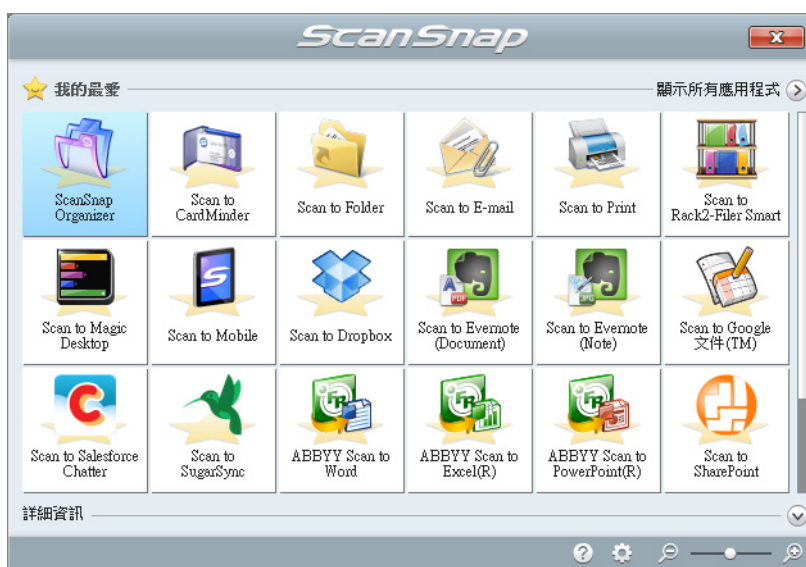 ScanSnap
我的最愛
顯示所有應用程式
ScanSnap
Organizer
Scan to
CardMinder
Scan to Folder
Scan to E-mail
Scan to Print
Scan to
Rack2-Filer Smart
Scan to Magic
Desktop
Scan to Mobile
Scan to Dropbox
Scan to Evernote
(Document)
Scan to Evernote
(Note)
Scan to Google
文件(TM)
Scan to Salesforce
Chatter
Scan to
SugarSync
ABBYY Scan to
Word
ABBYY Scan to
Excel(R)
ABBYY Scan to
PowerPoint(R)
Scan to
SharePoint
詳細資訊